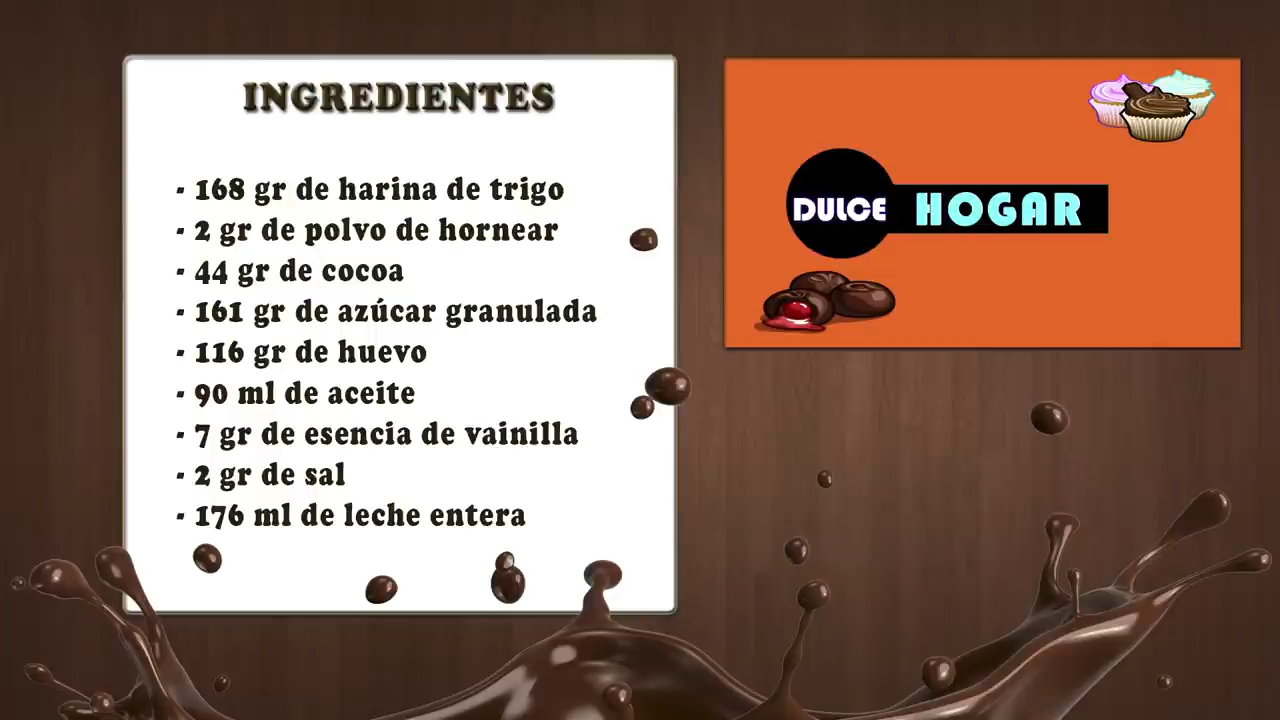 INGREDIENTES
- 168 gr de harina de trigo
- 2 gr de polvo de hornear
- 44 gr de cocoa
- 161 gr de azúcar granulada
- 116 gr de huevo
- 90 ml de aceite
- 7 gr de esencia de vainilla
- 2 gr de sal
- 176 ml de leche entera
DULCE HOGAR